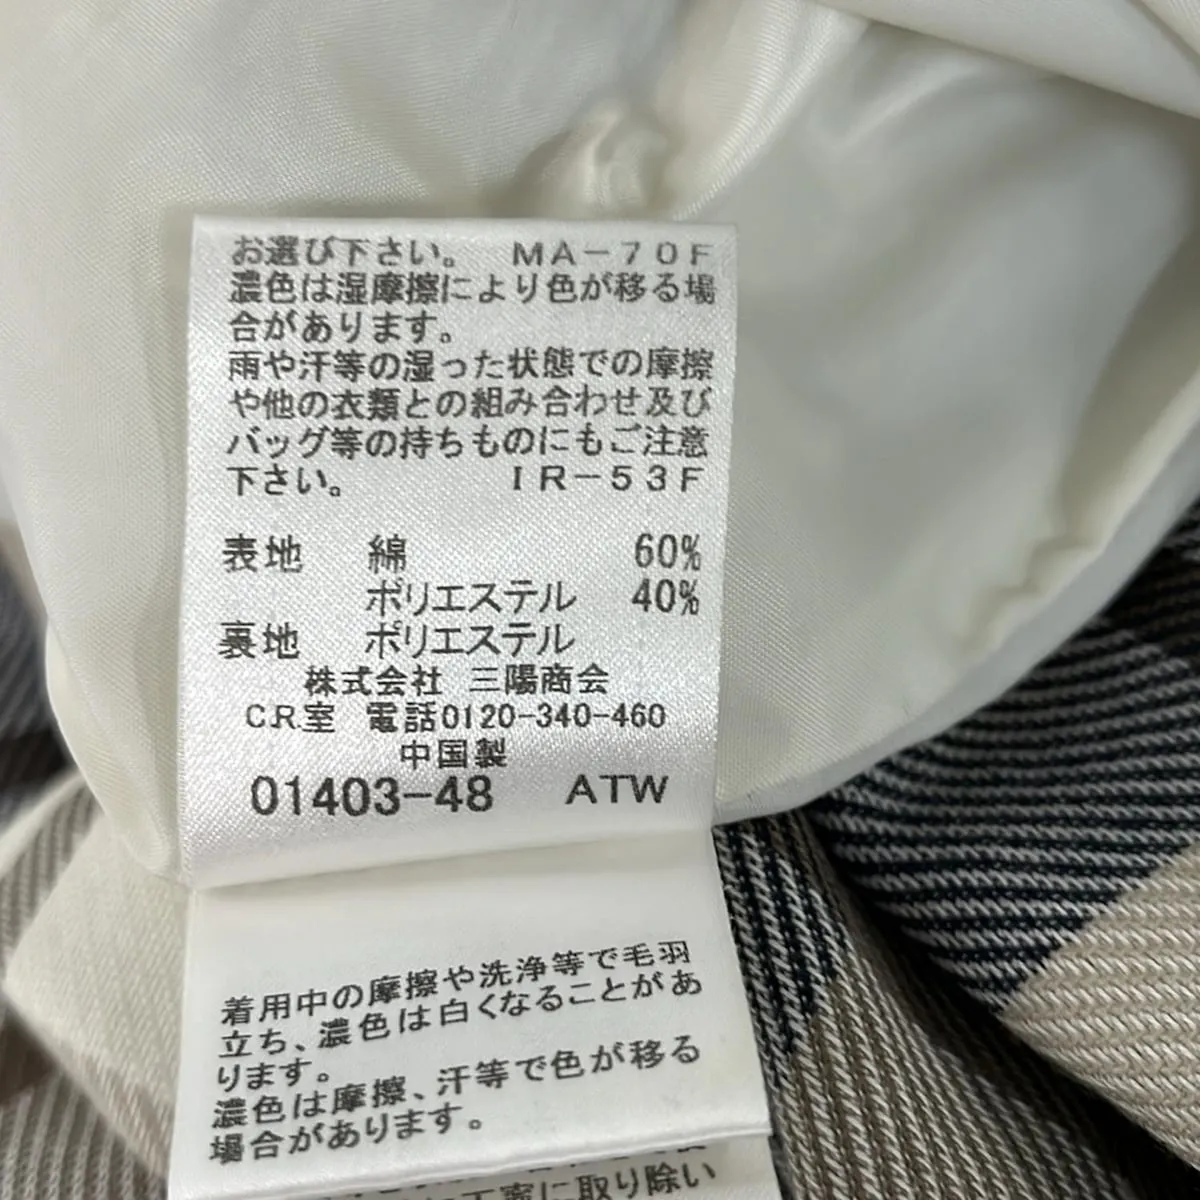 お選び下さい。 MA-70F
濃色は湿摩擦により色が移る場
合があります。
雨や汗等の湿った状態での摩擦
や他の衣類との組み合わせ及び
バッグ等の持ちものにもご注意
下さい。 IR-53F
表地 綿 60%
ポリエステル 40%
裏地 ポリエステル
株式会社 三陽商会
C.R.室 電話0120-340-460
中国製
01403-48 ATW
着用中の摩擦や洗浄等で毛羽
立ち、濃色は白くなることがあ
ります。
濃色は摩擦、汗等で色が移る
場合があります。
丁寧に取り除い